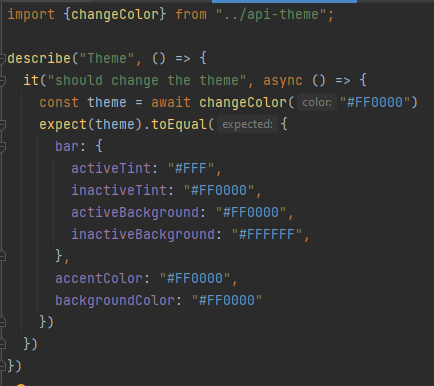 import {changeColor} from "../api-theme";
describe("Theme", () => {
it("should change the theme", async () => {
const theme = await changeColor( color: "#FF0000")
expect(theme).toEqual( expected: {
bar: {
activeTint: "#FFF",
inactiveTint: "#FF0000",
activeBackground: "#FF0000",
inactiveBackground: "#FFFFFF",
},
accentColor: "#FF0000",
backgroundColor: "#FF0000"
})
})
})